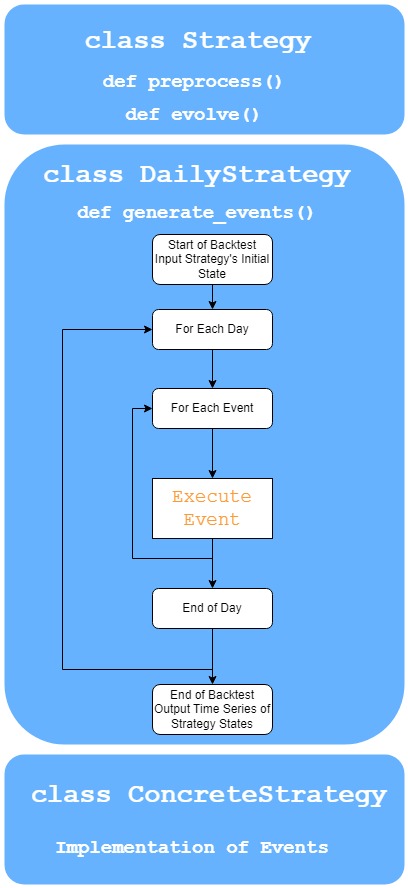 class Strategy
def preprocess()
def evolve()
class DailyStrategy
def generate_events()
Start of Backtest
Input Strategy's Initial
State
For Each Day
For Each Event
Execute
Event
End of Day
End of Backtest
Output Time Series of
Strategy States
class ConcreteStrategy
Implementation of Events